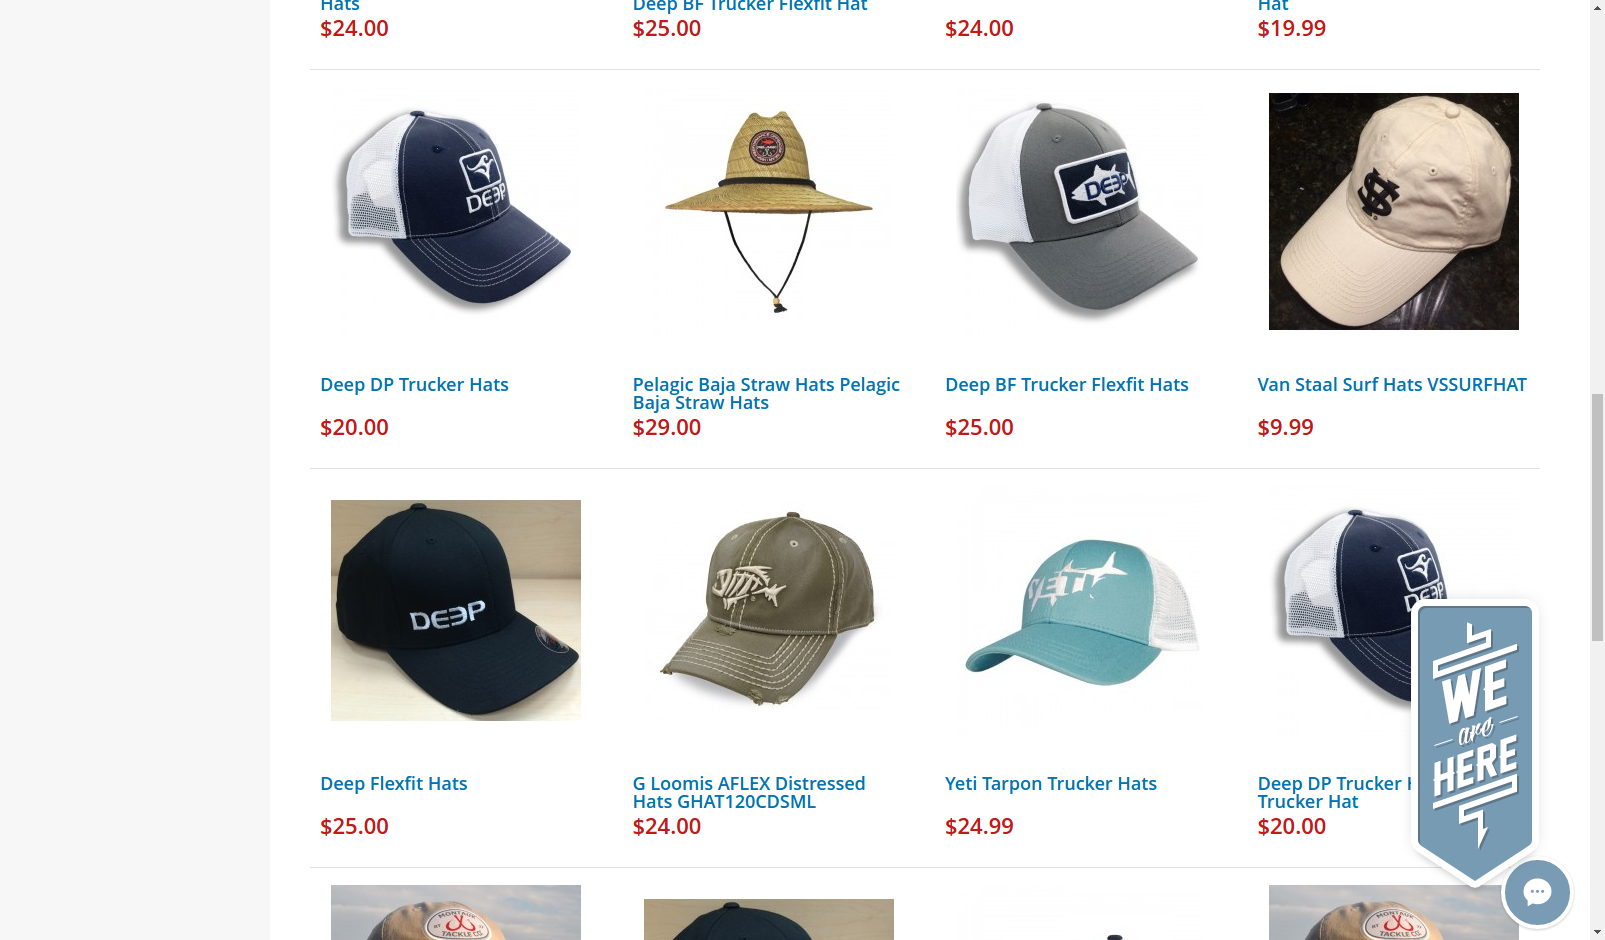 Hats
Deep BF Trucker Flexfit Hat
Hat
$24.00
$25.00
$24.00
$19.99
DEEP
DEEP
Deep DP Trucker Hats
Pelagic Baja Straw Hats Pelagic
Baja Straw Hats
Deep BF Trucker Flexfit Hats
Van Staal Surf Hats VSSURFHAT
$20.00
$29.00
$25.00
$9.99
DEEP
YETI
DEEP
Deep Flexfit Hats
G Loomis AFLEX Distressed
Hats GHAT120CDSML
Yeti Tarpon Trucker Hats
Deep DP Trucker
Trucker Hat
$25.00
$24.00
$24.99
$20.00
WE
are
HERE
MONTAUK
TACKLE CO.
MONTAUK
TACKLE CO.